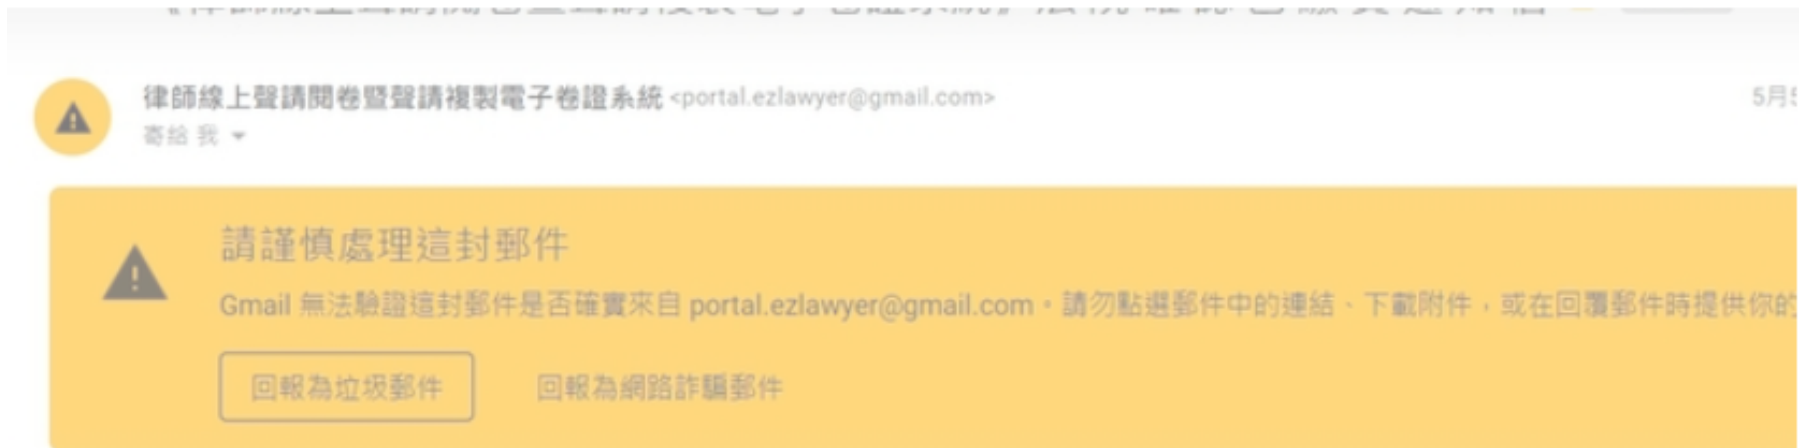 律師線上聲請閱卷暨聲請複製電子卷證系統 <portal.ezlawyer@gmail.com>
5月5
寄給 我
請謹慎處理這封郵件
Gmail 無法驗證這封郵件是否確實來自 portal.ezlawyer@gmail.com。請勿點選郵件中的連結、下載附件，或在回覆郵件時提供你的
回報為垃圾郵件
回報為網路詐騙郵件